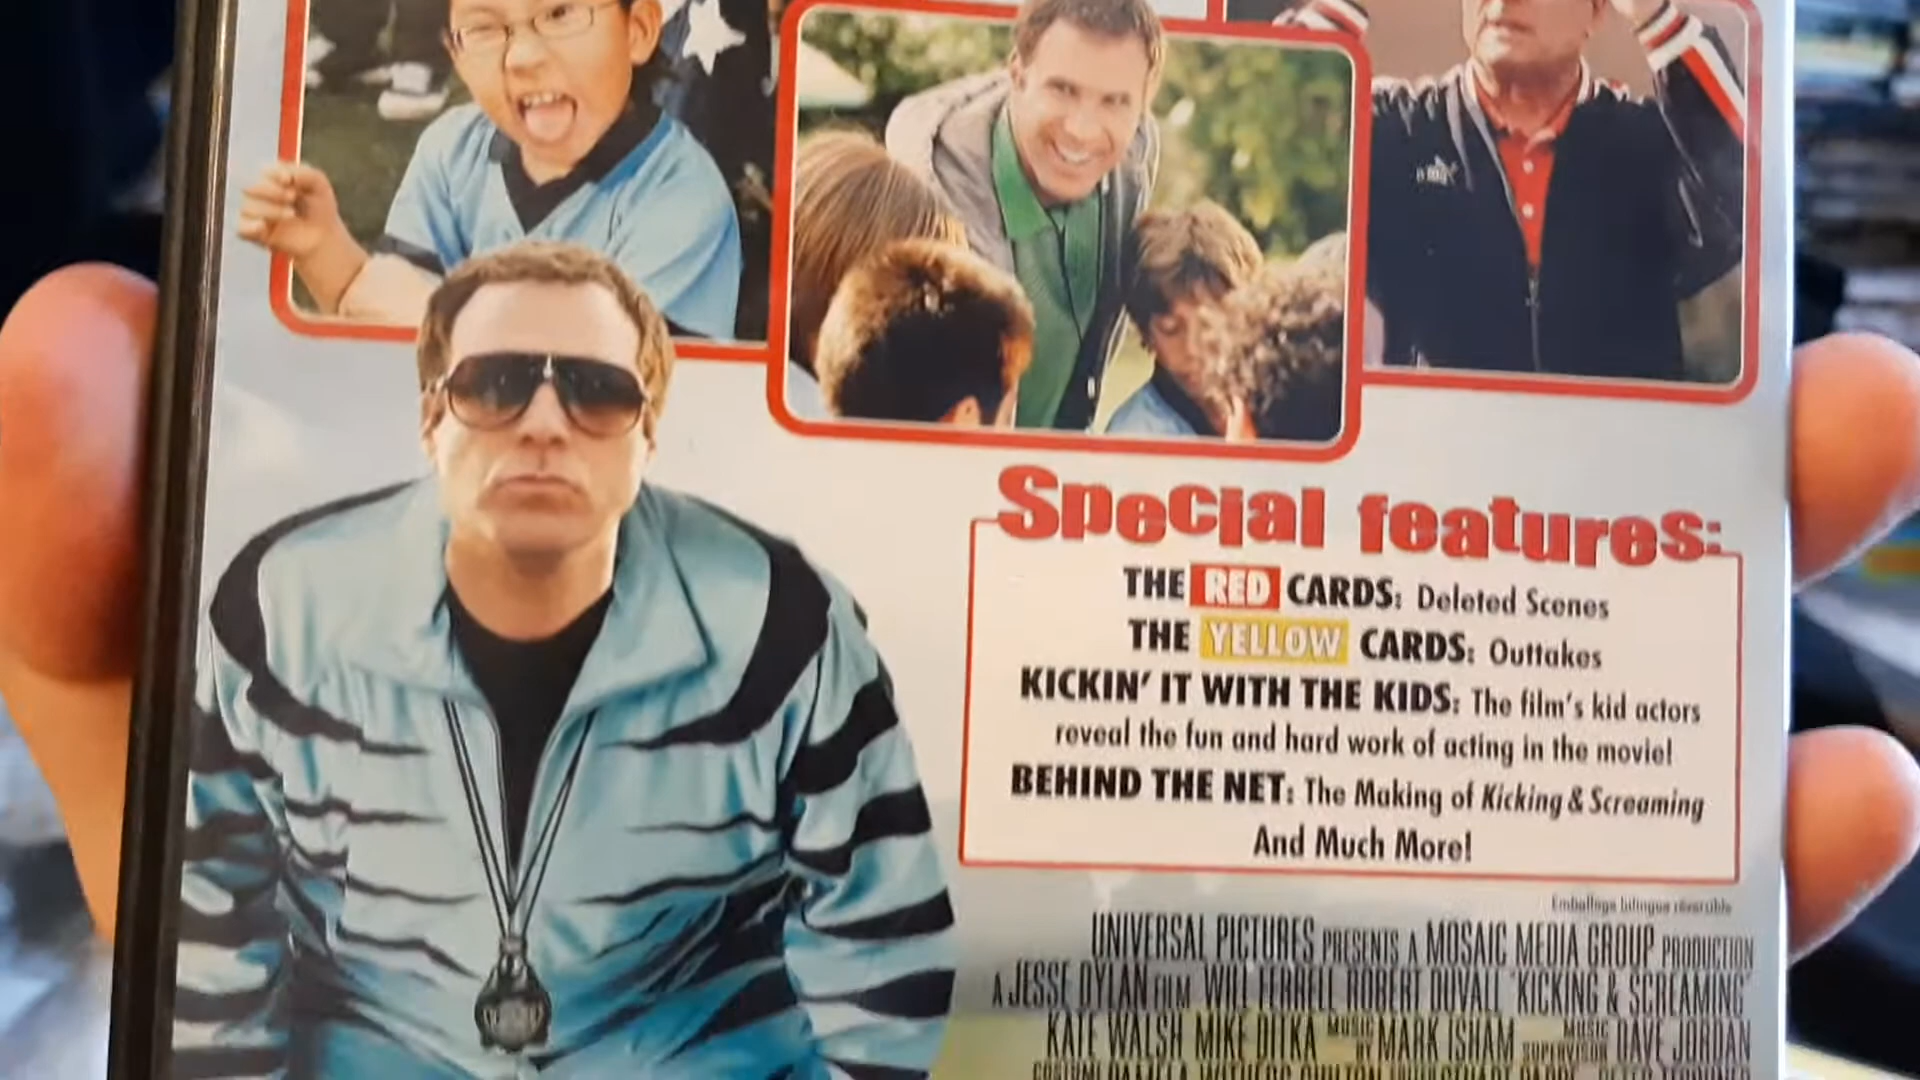 Special features:
THE RED CARDS: Deleted Scenes
THE YELLOW CARDS: Outtakes
KICKIN' IT WITH THE KIDS: The film's kid actors
reveal the fun and hard work of acting in the movie!
BEHIND THE NET: The Making of Kicking & Screaming
And Much More!
Emballage bilingue réversible
UNIVERSAL PICTURES PRESENTS A MOSAIC MEDIA GROUP PRODUCTION
A JESSE DYLAN FILM WILL FERRELL ROBERT DUVALL "KICKING & SCREAMING"
KATE WALSH MIKE DITKA MUSIC BY MARK ISHAM MUSIC SUPERVISOR DAVE JORDAN